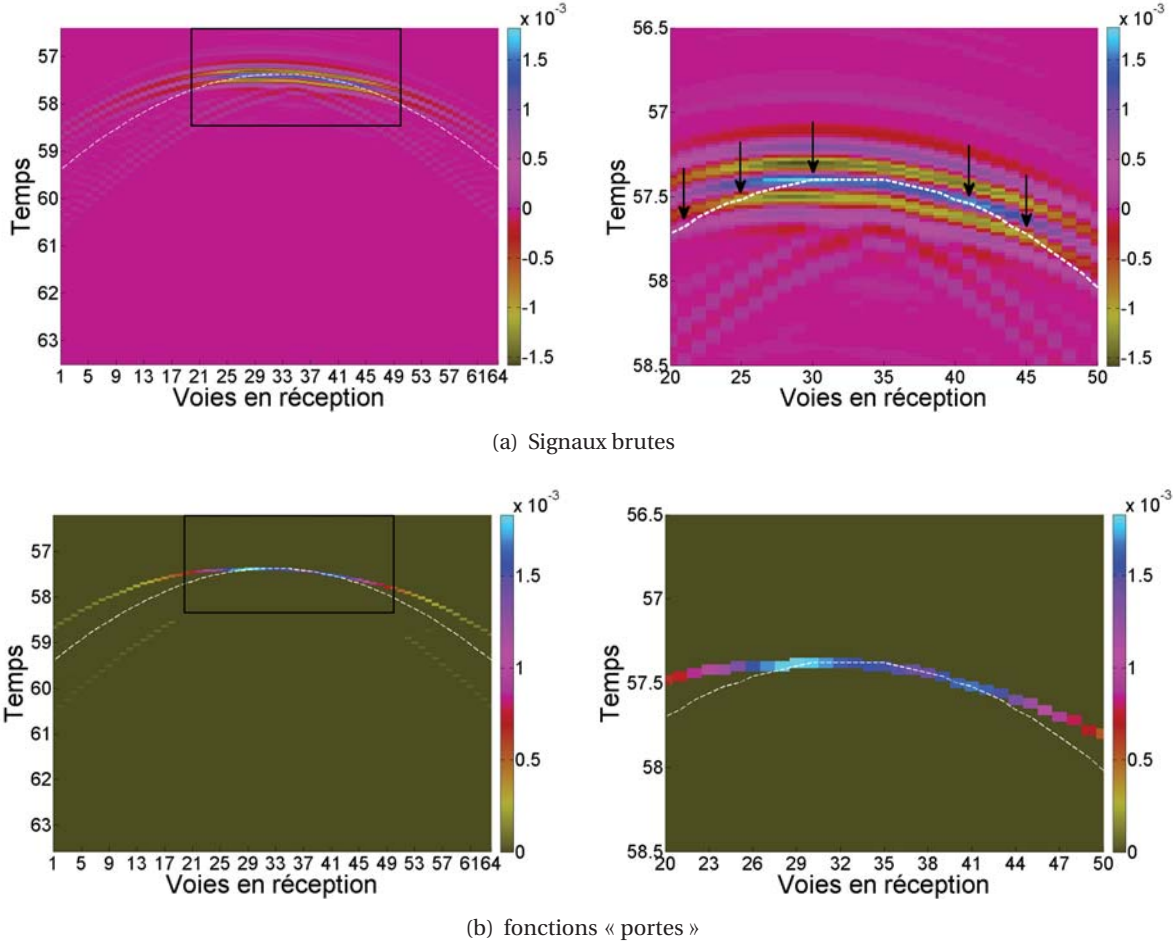 x 10-3
57
58
59
60
61
62
63
Temps
1 5 9 13 17 21 25 29 33 37 41 45 49 53 57 6164
Voies en réception
1.5
1
0.5
0
-0.5
-1
-1.5
x 10-3
56.5
57
57.5
58
58.5
Temps
20 25 30 35 40 45 50
Voies en réception
1.5
1
0.5
0
-0.5
-1
-1.5
(a) Signaux brutes
x 10-3
57
58
59
60
61
62
63
Temps
1 5 9 13 17 21 25 29 33 37 41 45 49 53 57 6164
Voies en réception
1.5
1
0.5
0
x 10-3
56.5
57
57.5
58
58.5
Temps
20 23 26 29 32 35 38 41 44 47 50
Voies en réception
1.5
1
0.5
0
(b) fonctions « portes »